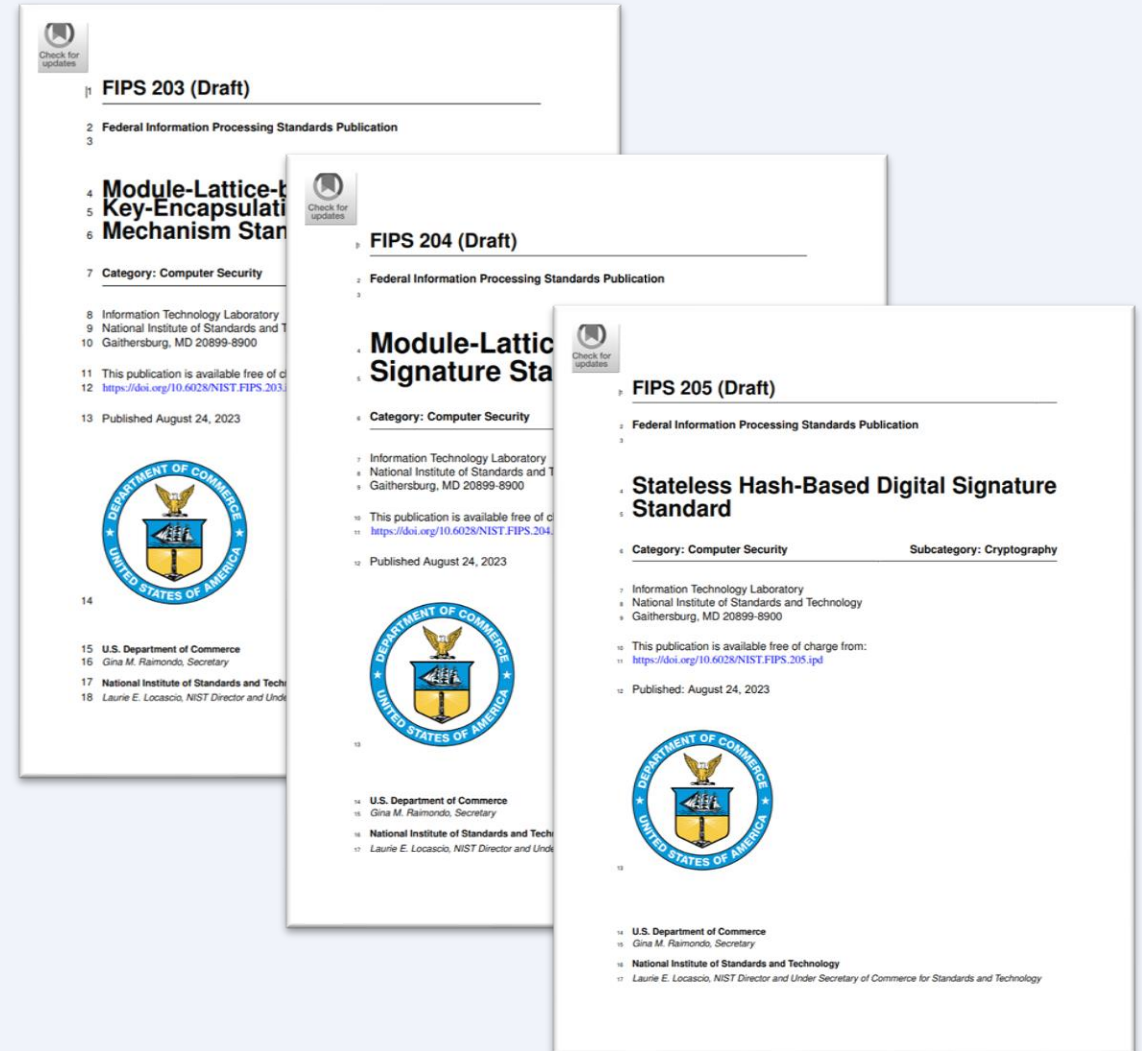 Check for
updates
1 FIPS 203 (Draft)
2 Federal Information Processing Standards Publication
3
4 Module-Lattice-b
5 Key-Encapsulati
6 Mechanism Stan
7 Category: Computer Security
8 Information Technology Laboratory
9 National Institute of Standards and T
10 Gaithersburg, MD 20899-8900
11 This publication is available free of c
12 https://doi.org/10.6028/NIST.FIPS.203.
13 Published August 24, 2023
DEPARTMENT OF COMMERCE
UNITED STATES OF AMERICA
14
15 U.S. Department of Commerce
16 Gina M. Raimondo, Secretary
17 National Institute of Standards and Techn
18 Laurie E. Locascio, NIST Director and Unde
Check for
updates
1 FIPS 204 (Draft)
2 Federal Information Processing Standards Publication
3
4 Module-Lattic
5 Signature Sta
6 Category: Computer Security
7 Information Technology Laboratory
8 National Institute of Standards and T
9 Gaithersburg, MD 20899-8900
10 This publication is available free of c
11 https://doi.org/10.6028/NIST.FIPS.204.
12 Published August 24, 2023
DEPARTMENT OF COMMERCE
UNITED STATES OF AMERICA
13
14 U.S. Department of Commerce
15 Gina M. Raimondo, Secretary
16 National Institute of Standards and Techn
17 Laurie E. Locascio, NIST Director and Unde
Check for
updates
1 FIPS 205 (Draft)
2 Federal Information Processing Standards Publication
3
4 Stateless Hash-Based Digital Signature
5 Standard
6 Category: Computer Security Subcategory: Cryptography
7 Information Technology Laboratory
8 National Institute of Standards and Technology
9 Gaithersburg, MD 20899-8900
10 This publication is available free of charge from:
11 https://doi.org/10.6028/NIST.FIPS.205.ipd
12 Published: August 24, 2023
DEPARTMENT OF COMMERCE
UNITED STATES OF AMERICA
13
14 U.S. Department of Commerce
15 Gina M. Raimondo, Secretary
16 National Institute of Standards and Technology
17 Laurie E. Locascio, NIST Director and Under Secretary of Commerce for Standards and Technology